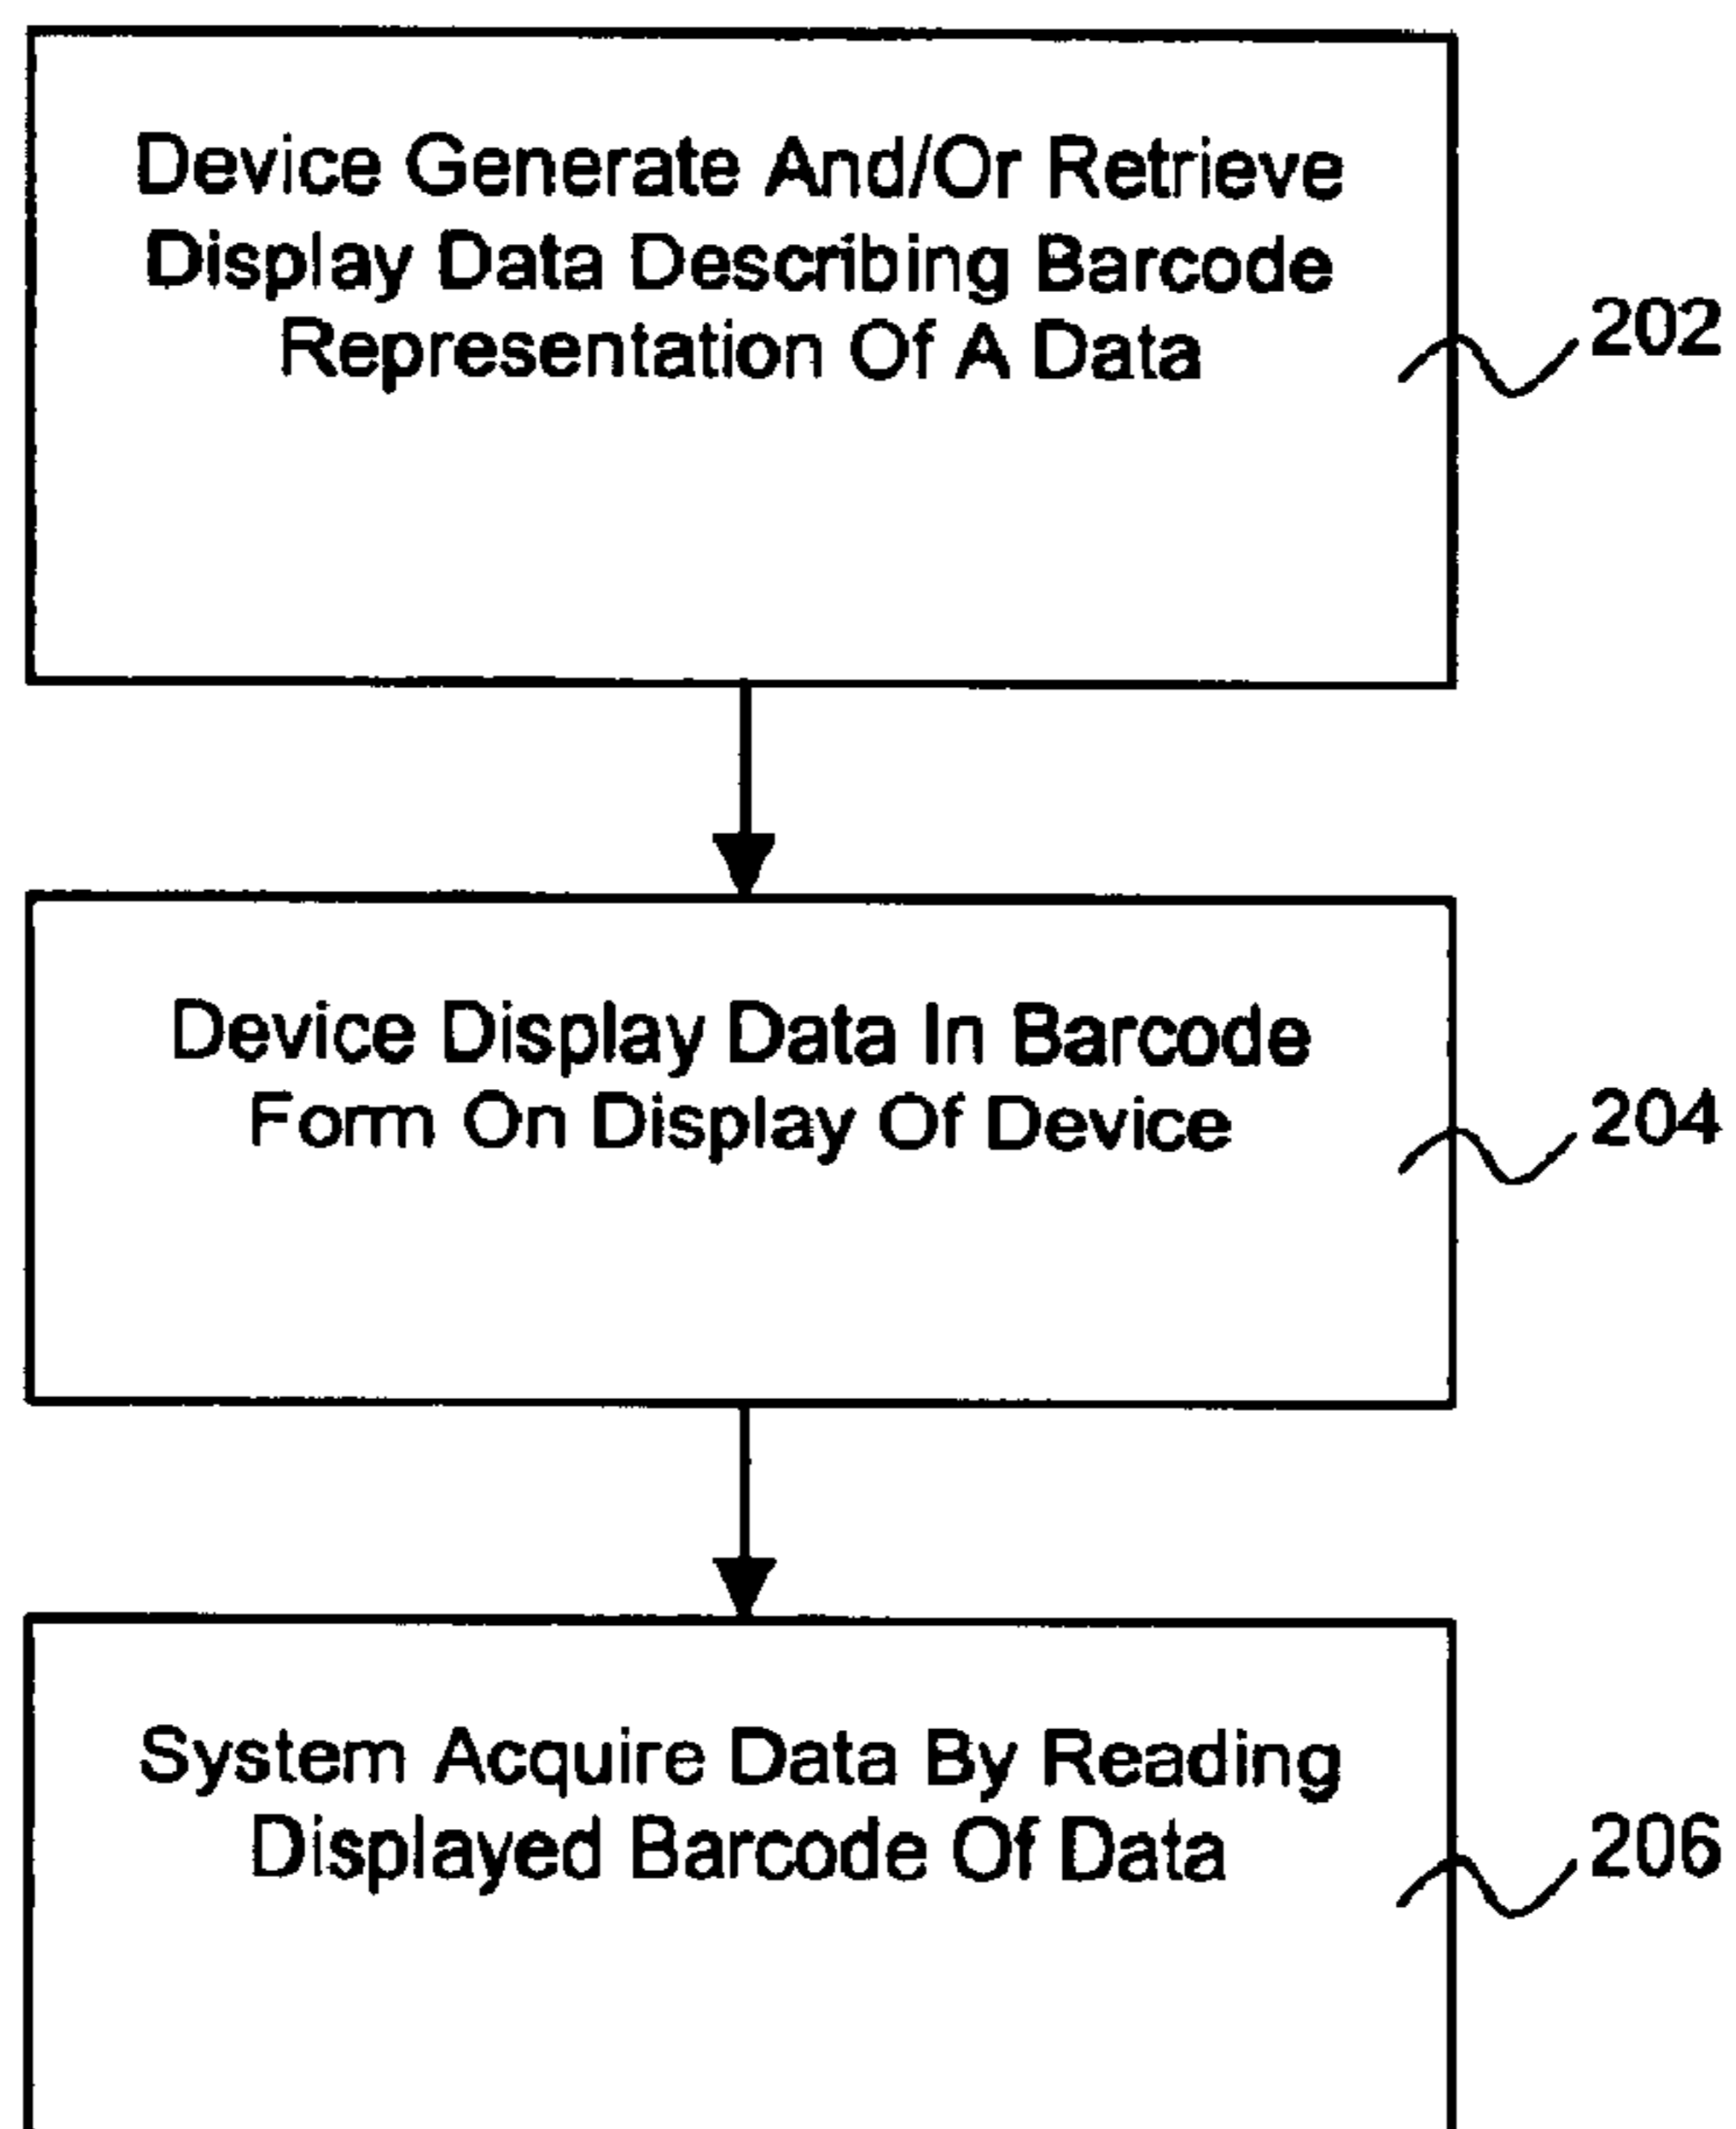 Device Generate And/Or Retrieve
Display Data Describing Barcode
Representation Of A Data
202
Device Display Data In Barcode
Form On Display Of Device
204
System Acquire Data By Reading
Displayed Barcode Of Data
206